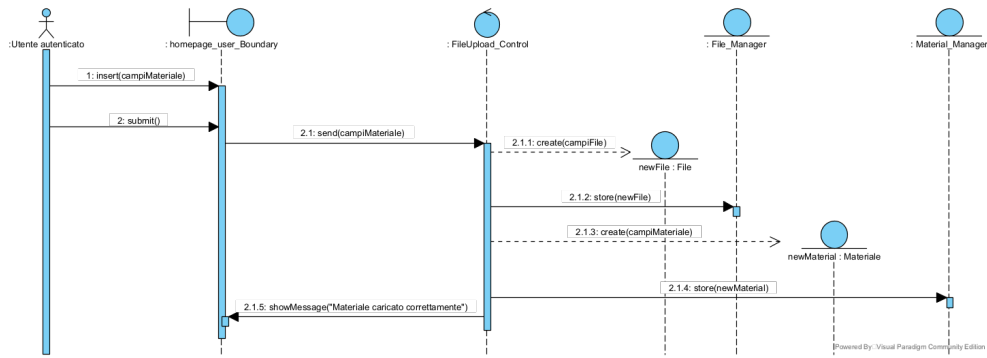 :Utente autenticato
: homepage_user_Boundary
: FileUpload_Control
: File_Manager
: Material_Manager
1: insert(campiMateriale)
2: submit()
2.1: send(campiMateriale)
2.1.1: create(campiFile)
newFile : File
2.1.2: store(newFile)
2.1.3: create(campiMateriale)
newMaterial : Materiale
2.1.4: store(newMaterial)
2.1.5: showMessage("Materiale caricato correttamente")
Powered By: Visual Paradigm Community Edition